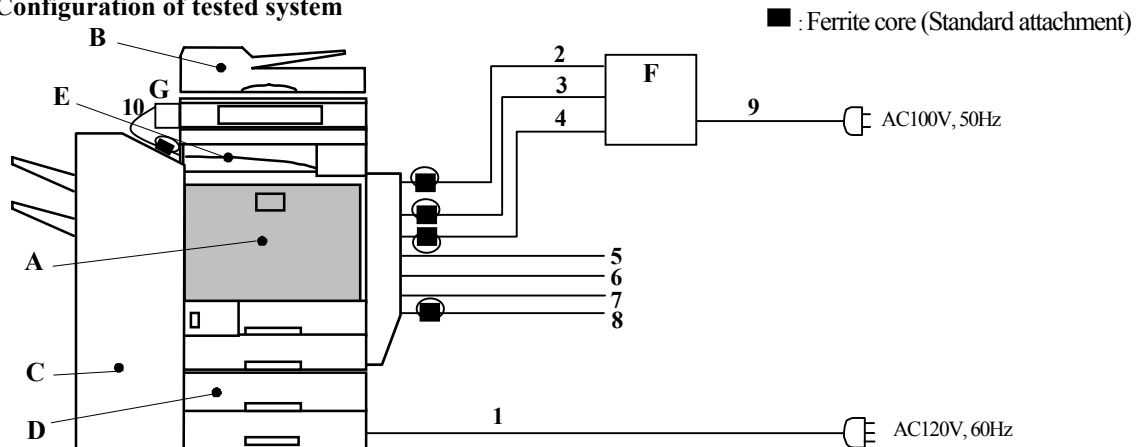 Configuration of tested system
: Ferrite core (Standard attachment)
B
2
F
G
3
E
10
4
9
AC100V, 50Hz
A
5
6
7
8
C
D
1
AC120V, 60Hz